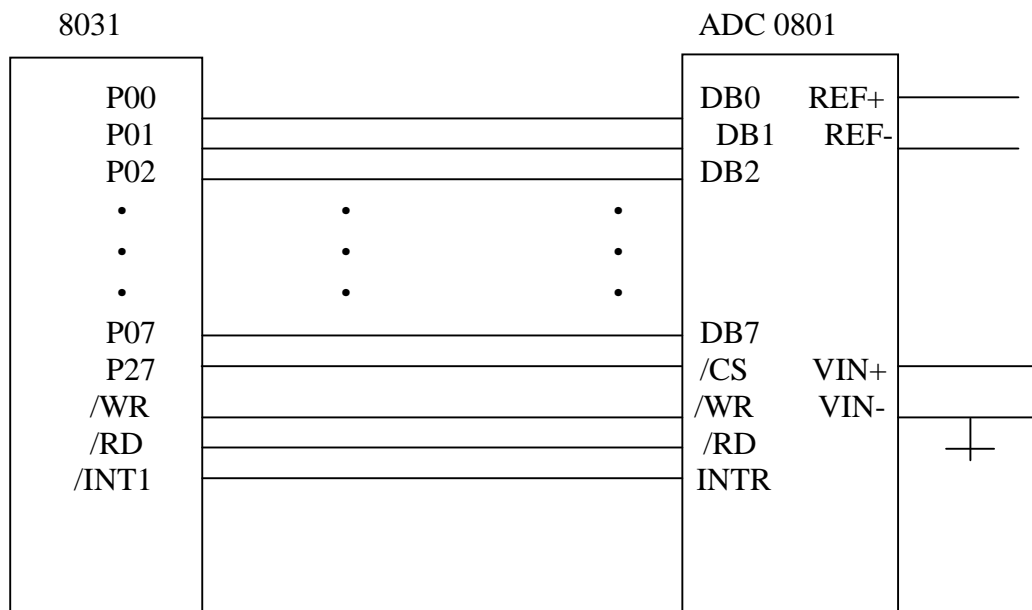 8031 ADC 0801
P00 DB0 REF+
P01 DB1 REF-
P02 DB2
P07 DB7
P27 /CS VIN+
/WR /WR VIN-
/RD /RD
/INT1 INTR